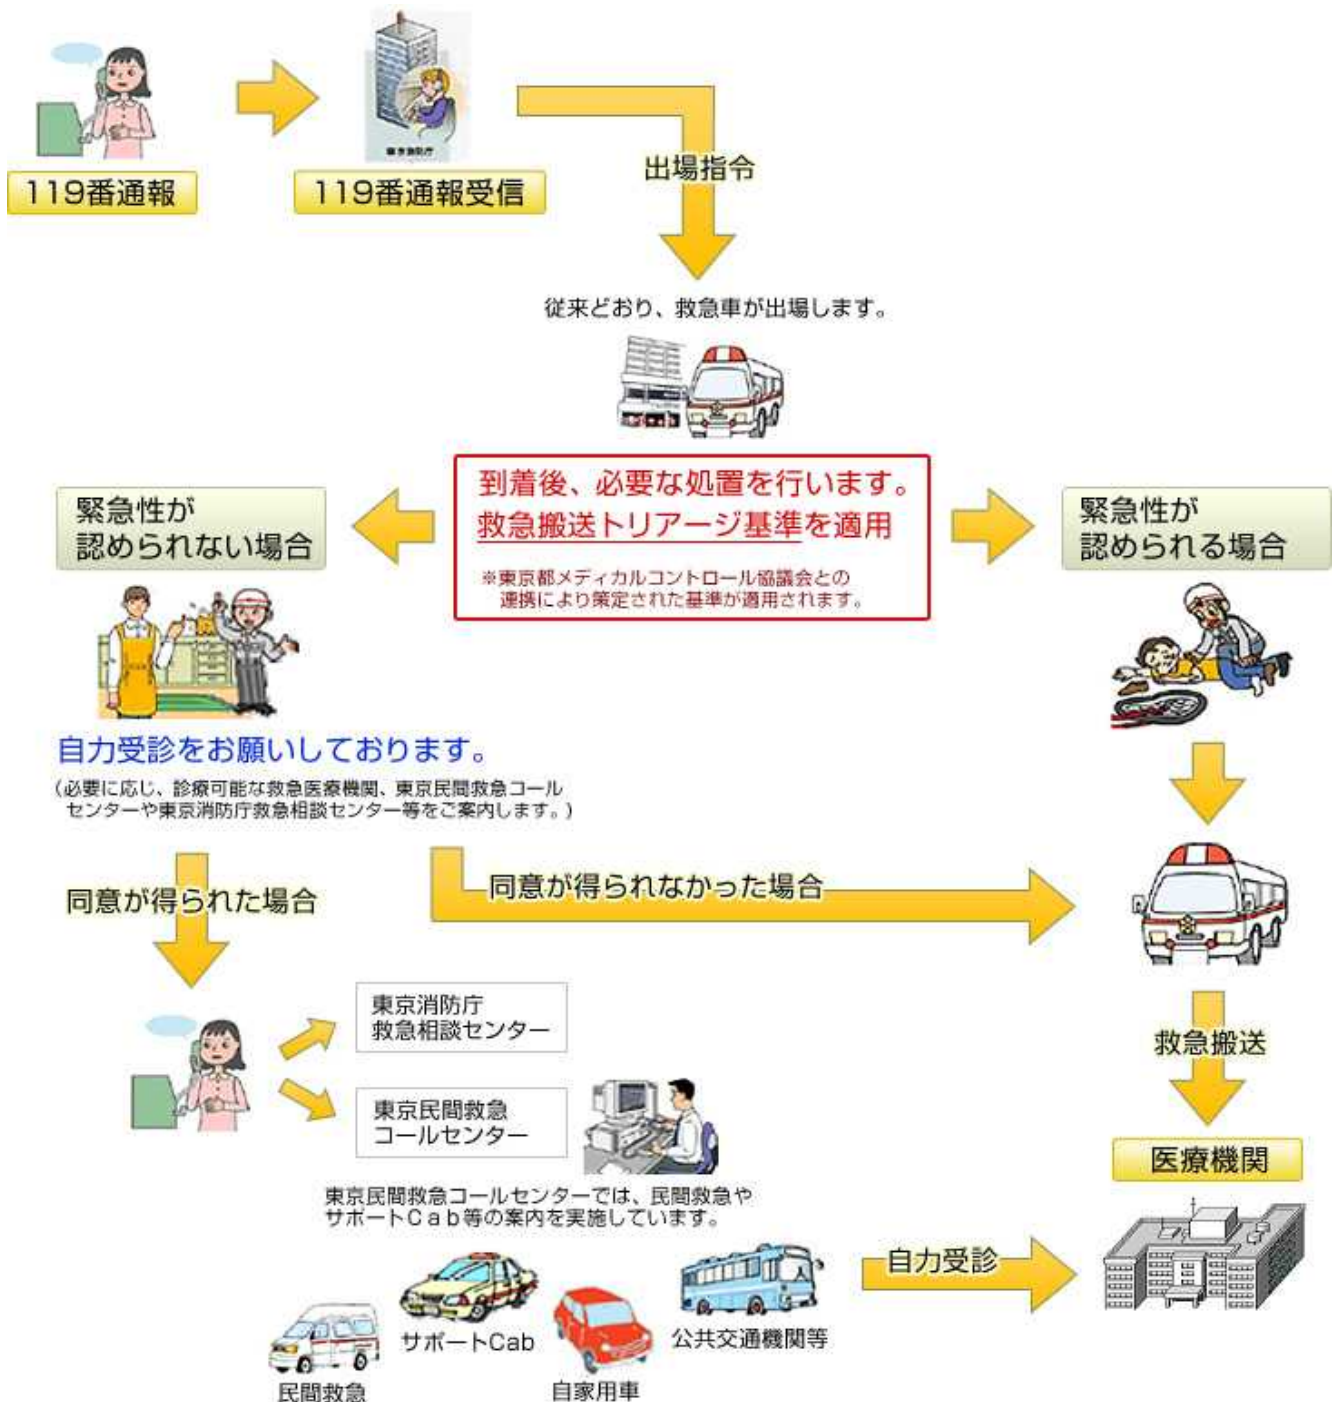 東京消防庁
119番通報
119番通報受信
出場指令
従来どおり、救急車が出場します。
到着後、必要な処置を行います。
救急搬送トリアージ基準を適用
※東京都メディカルコントロール協議会との
連携により策定された基準が適用されます。
緊急性が
認められない場合
緊急性が
認められる場合
自力受診をお願いしております。
(必要に応じ、診療可能な救急医療機関、東京民間救急コール
センターや東京消防庁救急相談センター等をご案内します。)
同意が得られた場合
同意が得られなかった場合
東京消防庁
救急相談センター
東京民間救急
コールセンター
東京民間救急コールセンターでは、民間救急や
サポートCab等の案内を実施しています。
救急搬送
医療機関
自力受診
民間救急
サポートCab
自家用車
公共交通機関等